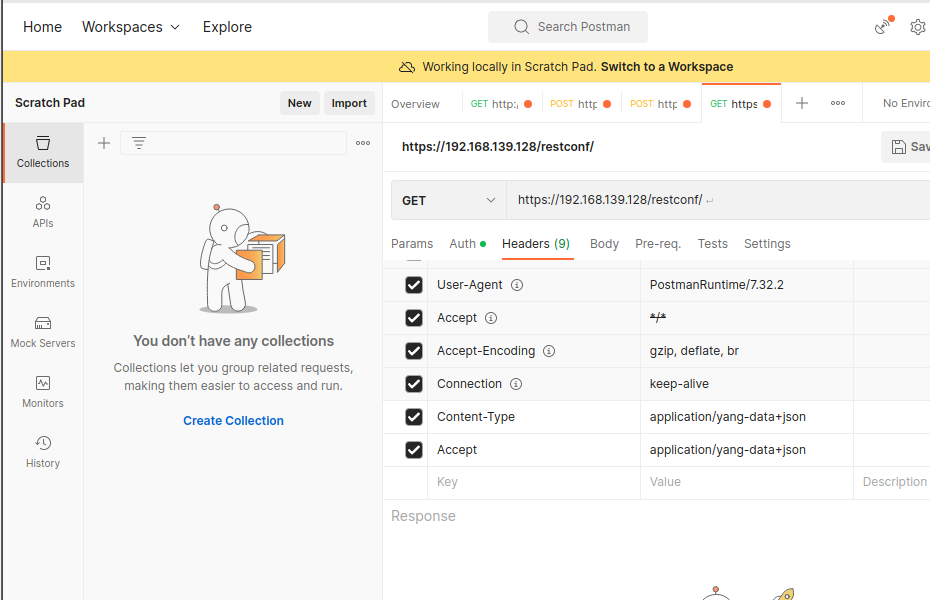 Home Workspaces Explore Search Postman
Working locally in Scratch Pad. Switch to a Workspace
Scratch Pad New Import
Overview GET http:/ POST http POST http GET https No Enviro
https://192.168.139.128/restconf/ Sav
GET https://192.168.139.128/restconf/
Params Auth Headers (9) Body Pre-req. Tests Settings
Collections
APIs
Environments
Mock Servers
Monitors
History
You don’t have any collections
Collections let you group related requests,
making them easier to access and run.
Create Collection
User-Agent PostmanRuntime/7.32.2
Accept */*
Accept-Encoding gzip, deflate, br
Connection keep-alive
Content-Type application/yang-data+json
Accept application/yang-data+json
Key Value Description
Response